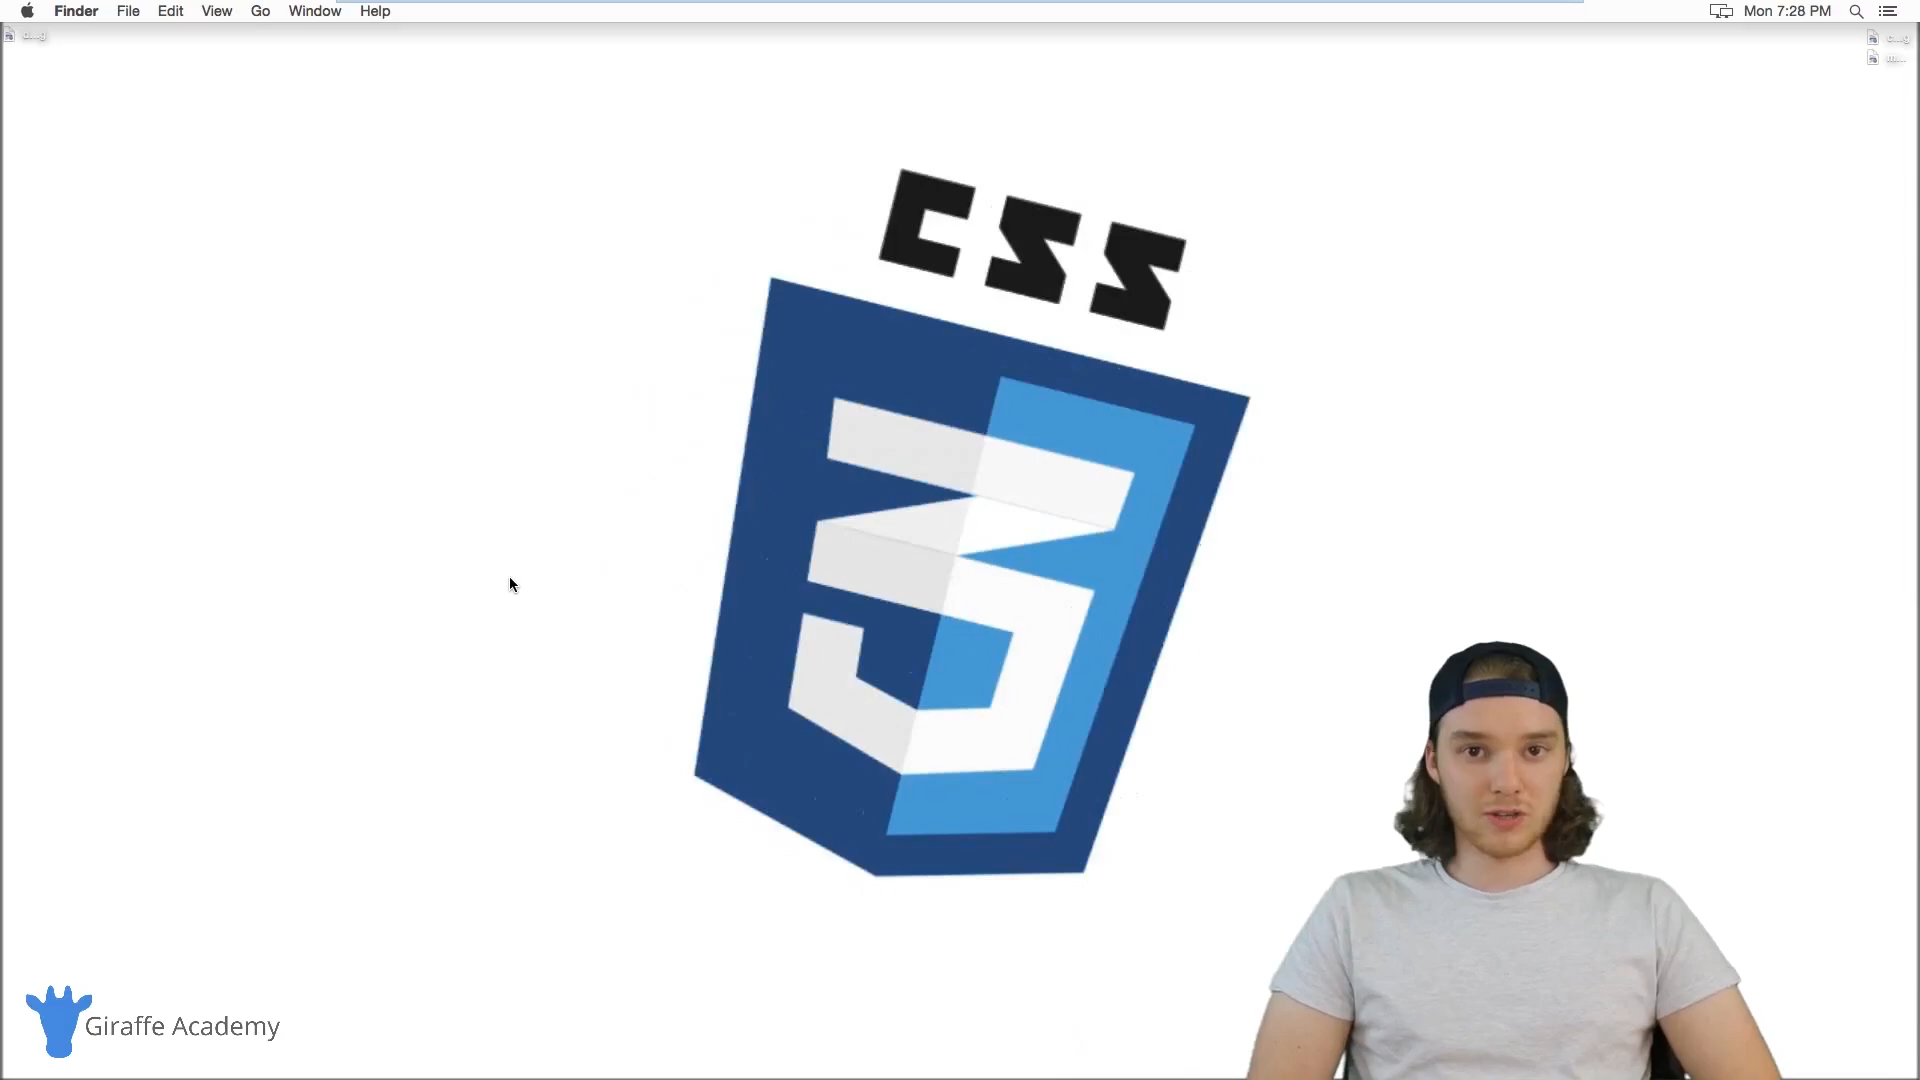 Finder File Edit View Go Window Help Mon 7:28 PM
d...g
c...g
m...
CSS
3
Giraffe Academy